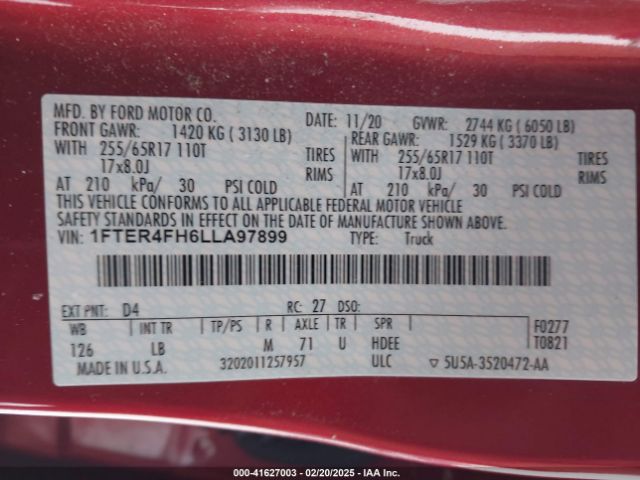 MFD. BY FORD MOTOR CO.
DATE: 11/20 GVWR: 2744 KG ( 6050 LB)
FRONT GAWR: 1420 KG ( 3130 LB)
REAR GAWR: 1529 KG ( 3370 LB)
WITH 255/65R17 110T TIRES
WITH 255/65R17 110T TIRES
17x8.0J RIMS
17x8.0J RIMS
AT 210 kPa/ 30 PSI COLD
AT 210 kPa/ 30 PSI COLD
THIS VEHICLE CONFORMS TO ALL APPLICABLE FEDERAL MOTOR VEHICLE
SAFETY STANDARDS IN EFFECT ON THE DATE OF MANUFACTURE SHOWN ABOVE.
VIN: 1FTER4FH6LLA97899 TYPE: Truck
EXT PNT: D4 RC: 27 DSO:
WB INT TR TP/PS R AXLE TR SPR F0277
126 LB M 71 U HDEE T0821
MADE IN U.S.A. 3202011257957 ULC ▽ 5U5A-3520472-AA
000-41627003 — 02/20/2025 — IAA Inc.